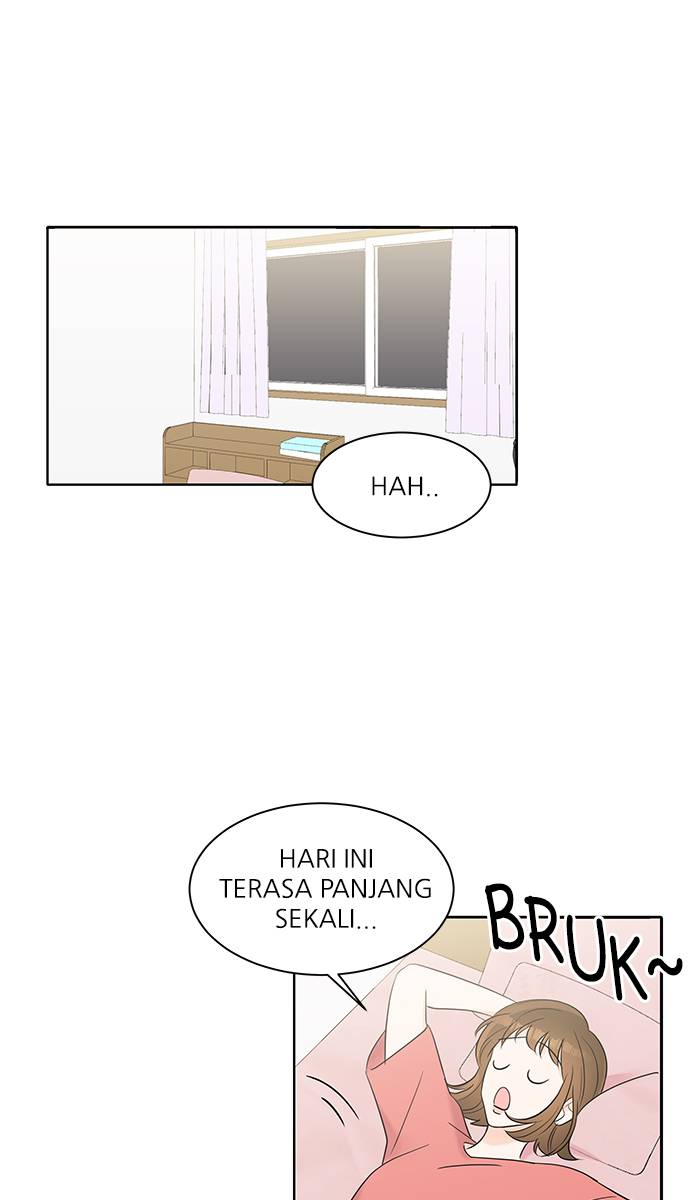 HAH..
HARI INI
TERASA PANJANG
SEKALI...
BRUK~